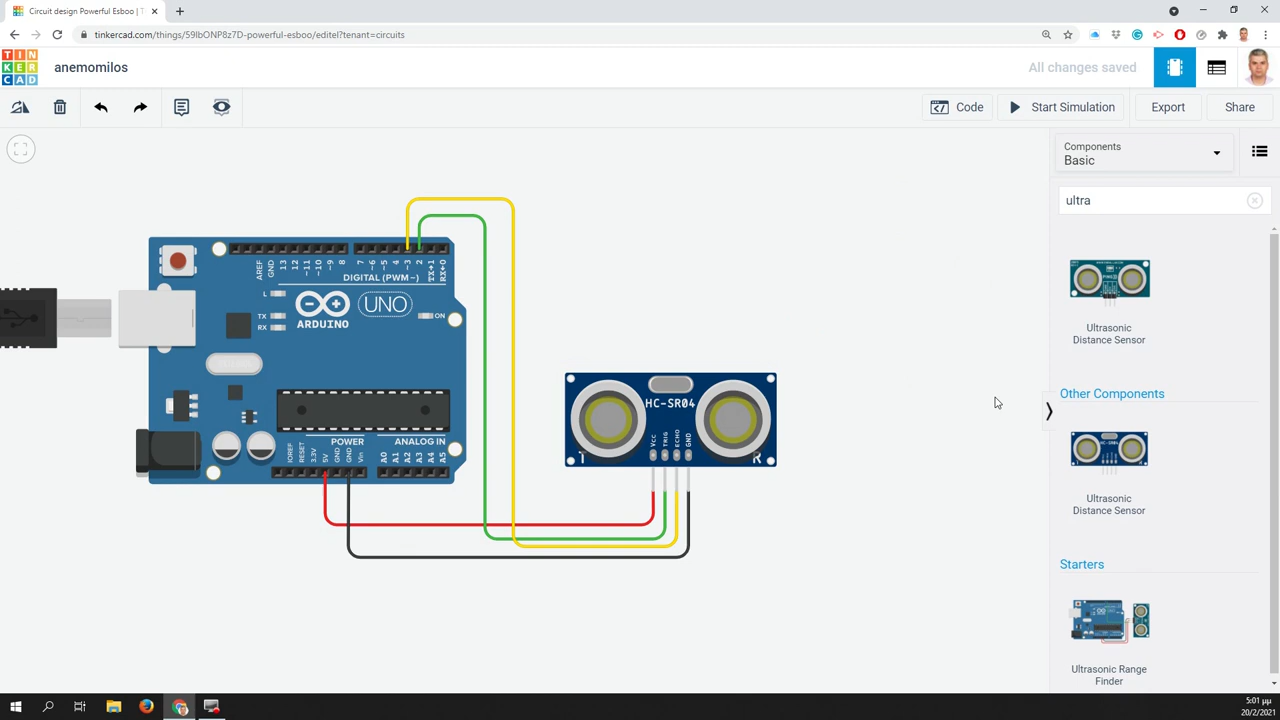 Circuit design Powerful Esboo | T
tinkercad.com/things/59lbONP8z7D-powerful-esboo/editel?tenant=circuits
TIN
KER
CAD
anemomilos
All changes saved
Code
Start Simulation
Export
Share
Components
Basic
ultra
Ultrasonic
Distance Sensor
Other Components
Ultrasonic
Distance Sensor
Starters
Ultrasonic Range
Finder
AREF
GND
13
12
~11
~10
~9
8
7
~6
~5
4
~3
2
TX→1
RX←0
DIGITAL (PWM~)
L
TX
RX
ARDUINO
UNO
ON
POWER
ANALOG IN
IOREF
RESET
3.3V
5V
GND
GND
Vin
A0
A1
A2
A3
A4
A5
HC-SR04
VCC
TRIG
ECHO
GND
T
R
HC-SR04
5:01 μμ
20/2/2021